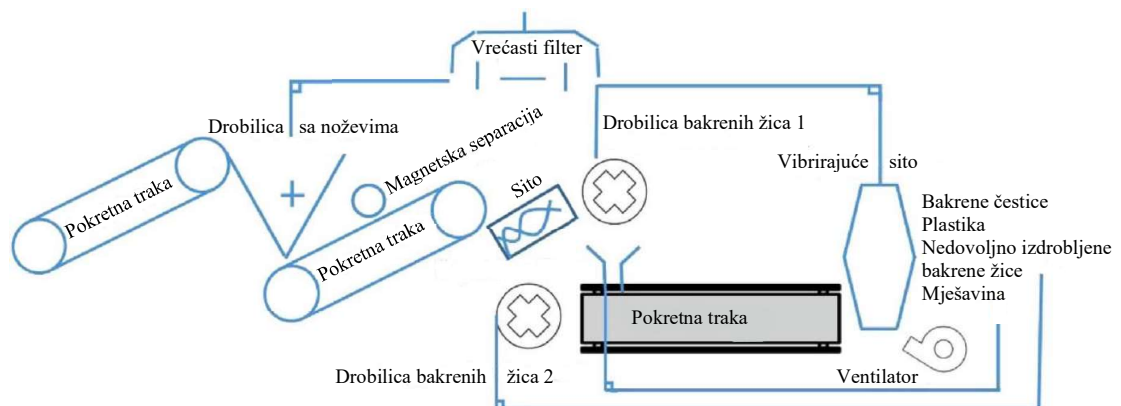 Vrećasti filter
Drobilica sa noževima
Magnetska separacija
Drobilica bakrenih žica 1
Vibrirajuće sito
Pokretna traka
Pokretna traka
Sito
Bakrene čestice
Plastika
Nedovoljno izdrobljene
bakrene žice
Mješavina
Pokretna traka
Drobilica bakrenih žica 2
Ventilator